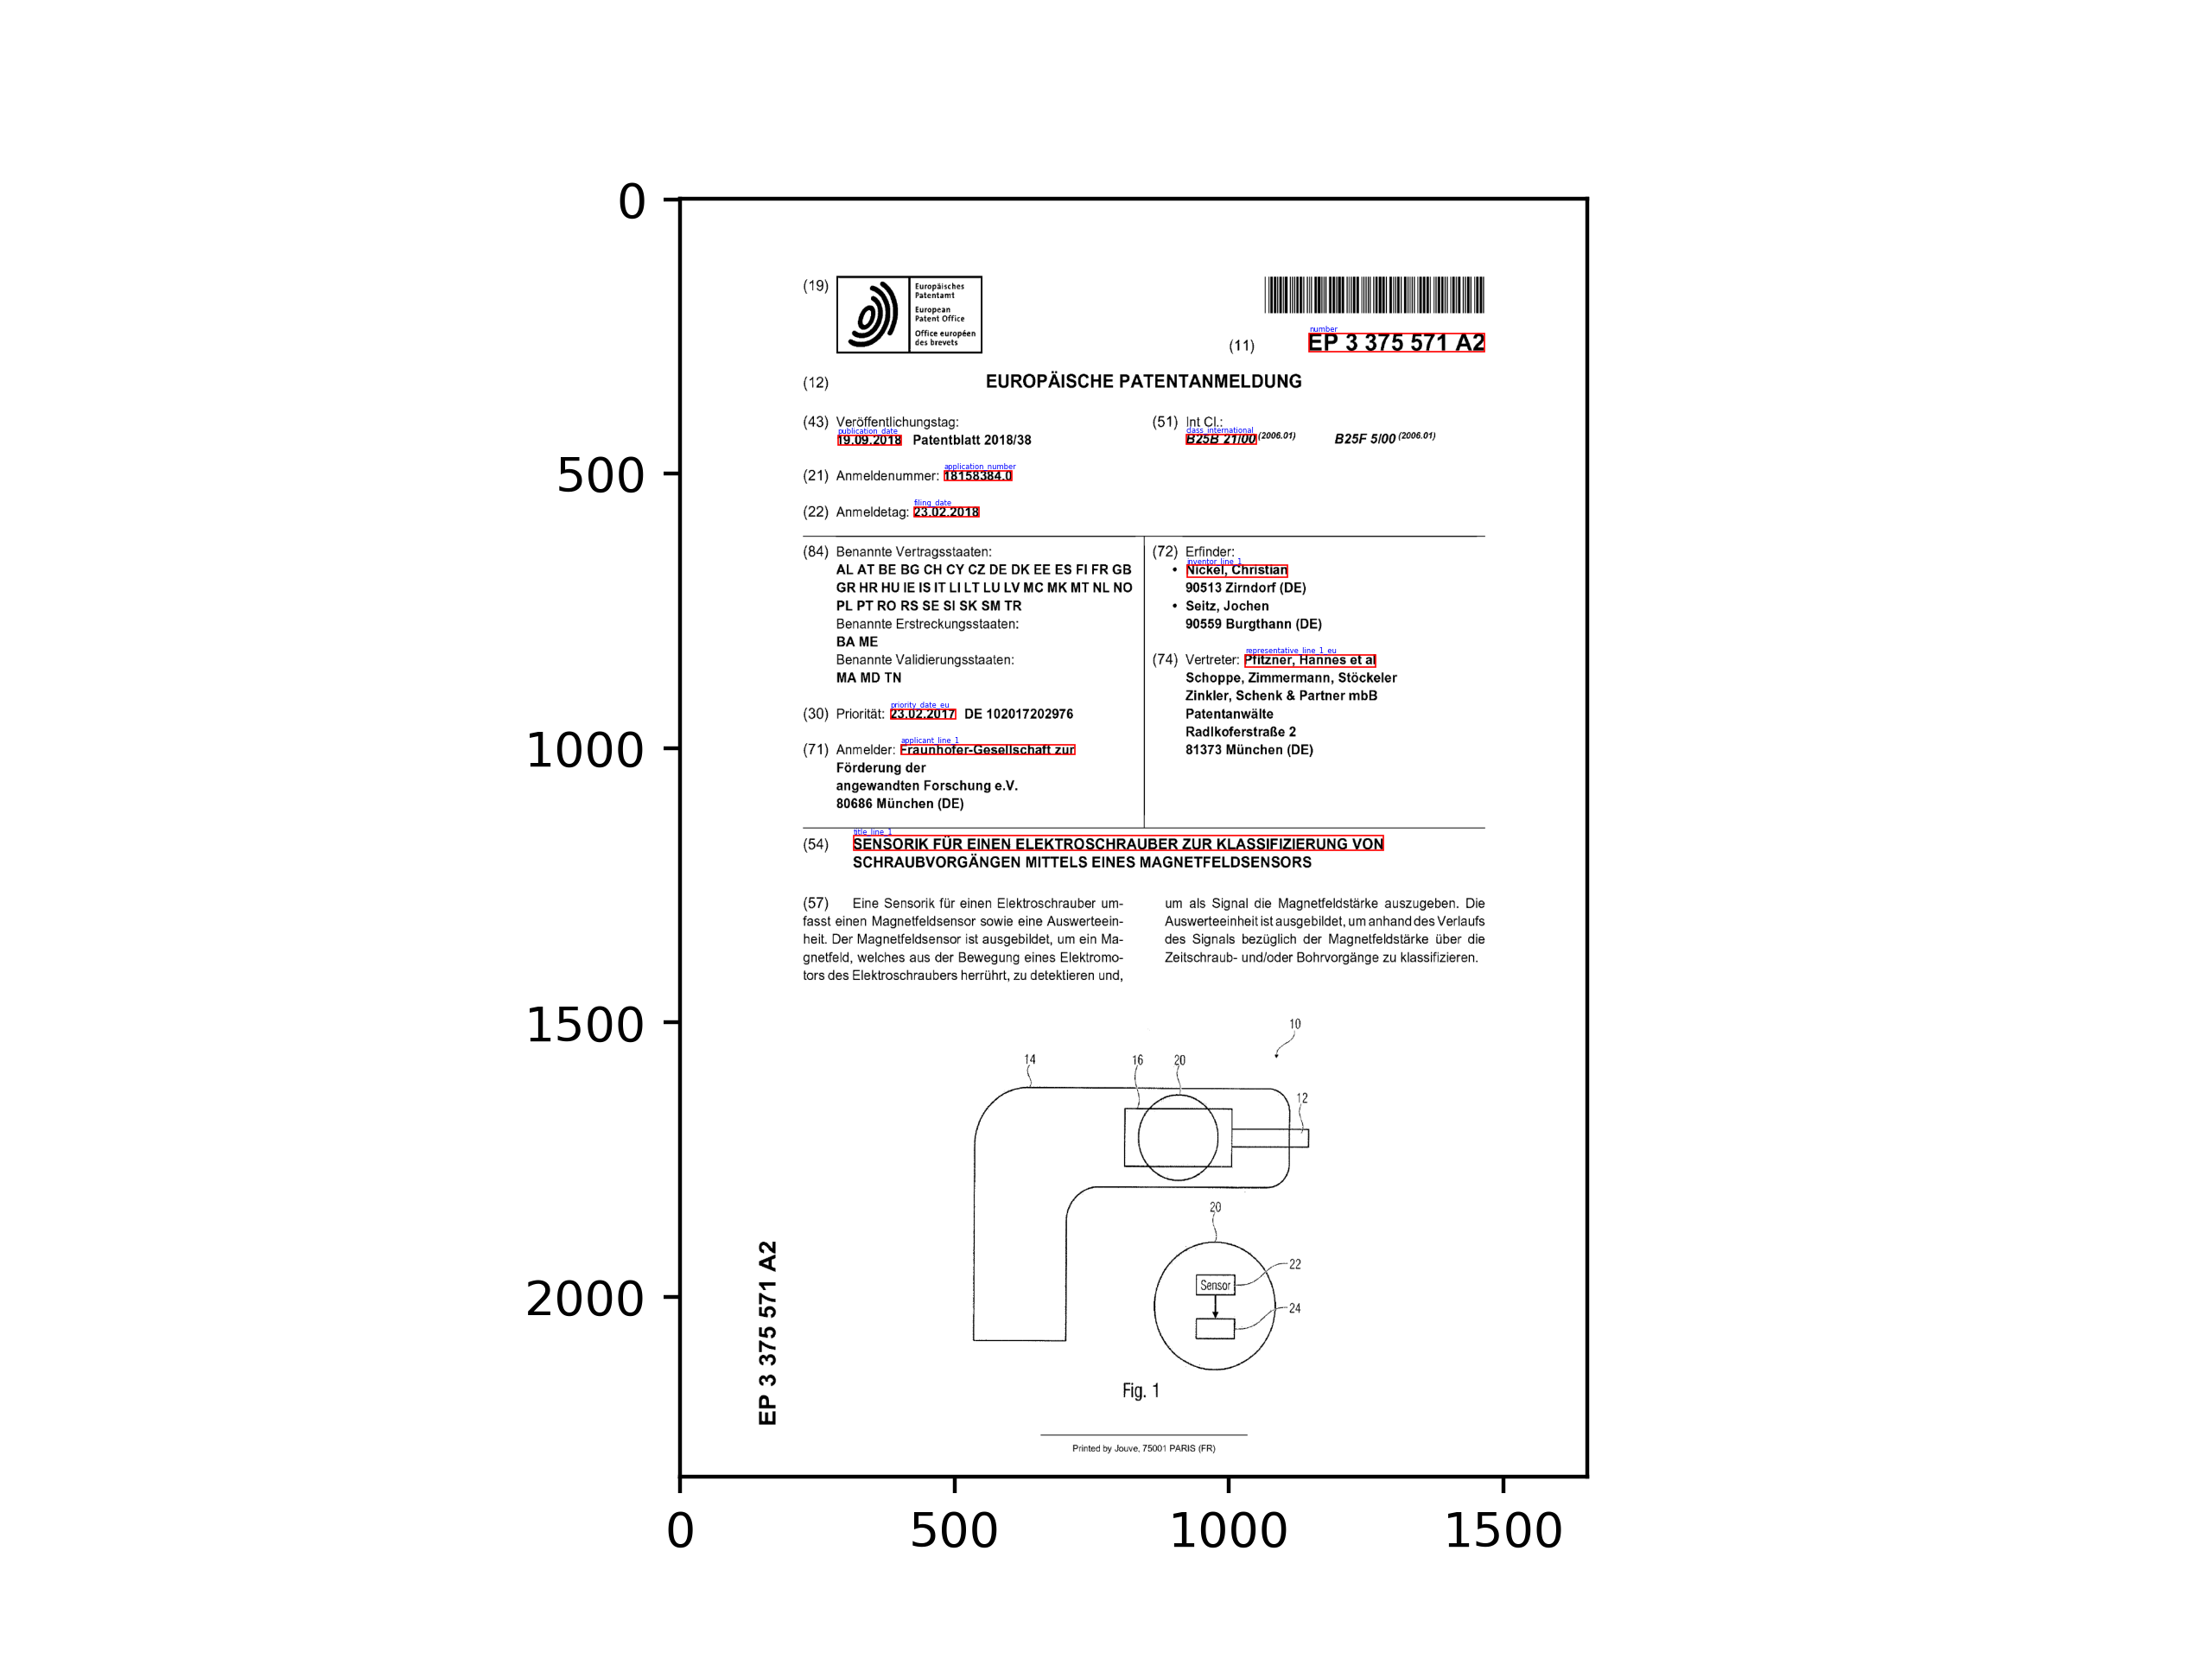 0
500
1000
1500
2000
0
500
1000
1500
(19)
Europäisches
Patentamt
European
Patent Office
Office européen
des brevets
number
(11)
EP 3 375 571 A2
(12)
EUROPÄISCHE PATENTANMELDUNG
(43) Veröffentlichungstag:
publication_date
19.09.2018 Patentblatt 2018/38
(21) Anmeldenummer: 18158384.0
application_number
(22) Anmeldetag: 23.02.2018
filing_date
(51) Int Cl.:
class_international
B25B 21/00 (2006.01) B25F 5/00 (2006.01)
(84) Benannte Vertragsstaaten:
AL AT BE BG CH CY CZ DE DK EE ES FI FR GB
GR HR HU IE IS IT LI LT LU LV MC MK MT NL NO
PL PT RO RS SE SI SK SM TR
Benannte Erstreckungsstaaten:
BA ME
Benannte Validierungsstaaten:
MA MD TN
priority_date_eu
(30) Priorität: 23.02.2017 DE 102017202976
applicant_line_1
(71) Anmelder: Fraunhofer-Gesellschaft zur
Förderung der
angewandten Forschung e.V.
80686 München (DE)
(72) Erfinder:
inventor_line_1
• Nickel, Christian
90513 Zirndorf (DE)
• Seitz, Jochen
90559 Burgthann (DE)
representative_line_1_eu
(74) Vertreter: Pfitzner, Hannes et al
Schoppe, Zimmermann, Stöckeler
Zinkler, Schenk & Partner mbB
Patentanwälte
Radlkoferstraße 2
81373 München (DE)
title_line_1
(54) SENSORIK FÜR EINEN ELEKTROSCHRAUBER ZUR KLASSIFIZIERUNG VON
SCHRAUBVORGÄNGEN MITTELS EINES MAGNETFELDSENSORS
(57) Eine Sensorik für einen Elektroschrauber um-
fasst einen Magnetfeldsensor sowie eine Auswerteein-
heit. Der Magnetfeldsensor ist ausgebildet, um ein Ma-
gnetfeld, welches aus der Bewegung eines Elektromo-
tors des Elektroschraubers herrührt, zu detektieren und,
um als Signal die Magnetfeldstärke auszugeben. Die
Auswerteeinheit ist ausgebildet, um anhand des Verlaufs
des Signals bezüglich der Magnetfeldstärke über die
Zeitschraub- und/oder Bohrvorgänge zu klassifizieren.
10
14
16
20
12
20
22
Sensor
24
Fig. 1
EP 3 375 571 A2
Printed by Jouve, 75001 PARIS (FR)